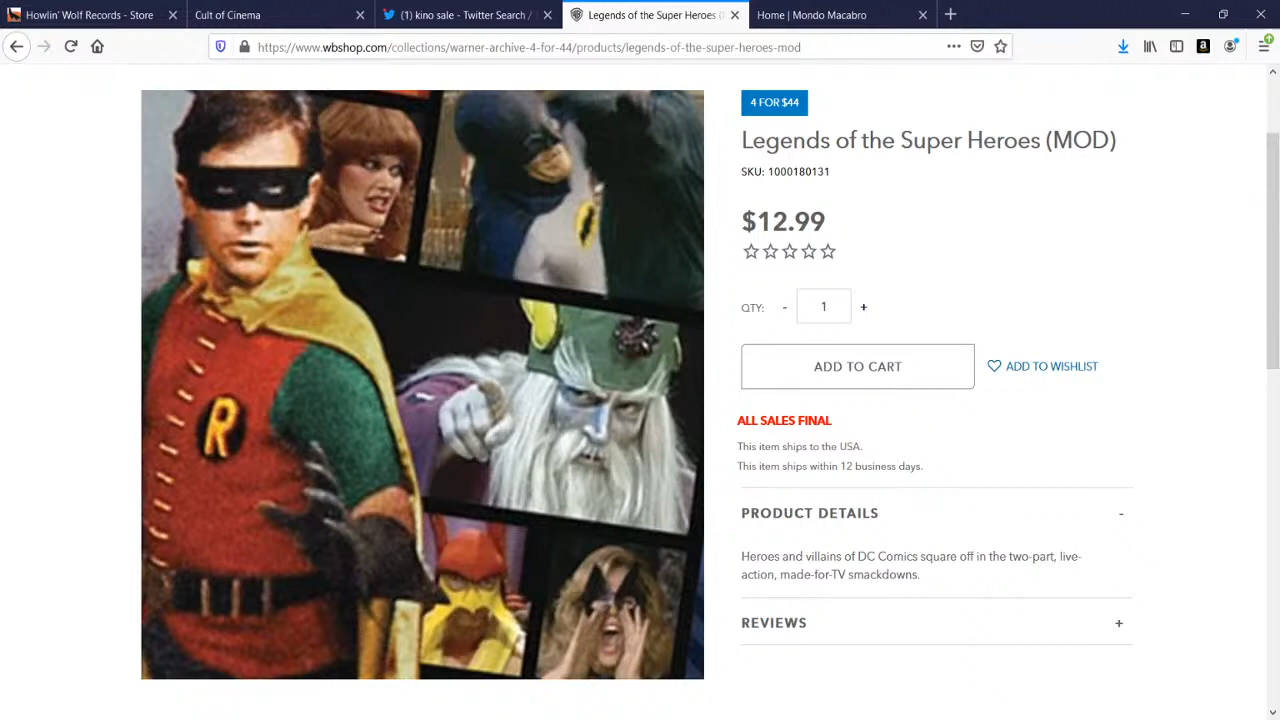 Howlin' Wolf Records - Store
Cult of Cinema
(1) kino sale - Twitter Search /
Legends of the Super Heroes (
Home | Mondo Macabro
https://www.wbshop.com/collections/warner-archive-4-for-44/products/legends-of-the-super-heroes-mod
4 FOR $44
Legends of the Super Heroes (MOD)
SKU: 1000180131
$12.99
QTY: - 1 +
ADD TO CART
ADD TO WISHLIST
ALL SALES FINAL
This item ships to the USA.
This item ships within 12 business days.
PRODUCT DETAILS -
Heroes and villains of DC Comics square off in the two-part, live-
action, made-for-TV smackdowns.
REVIEWS +
R